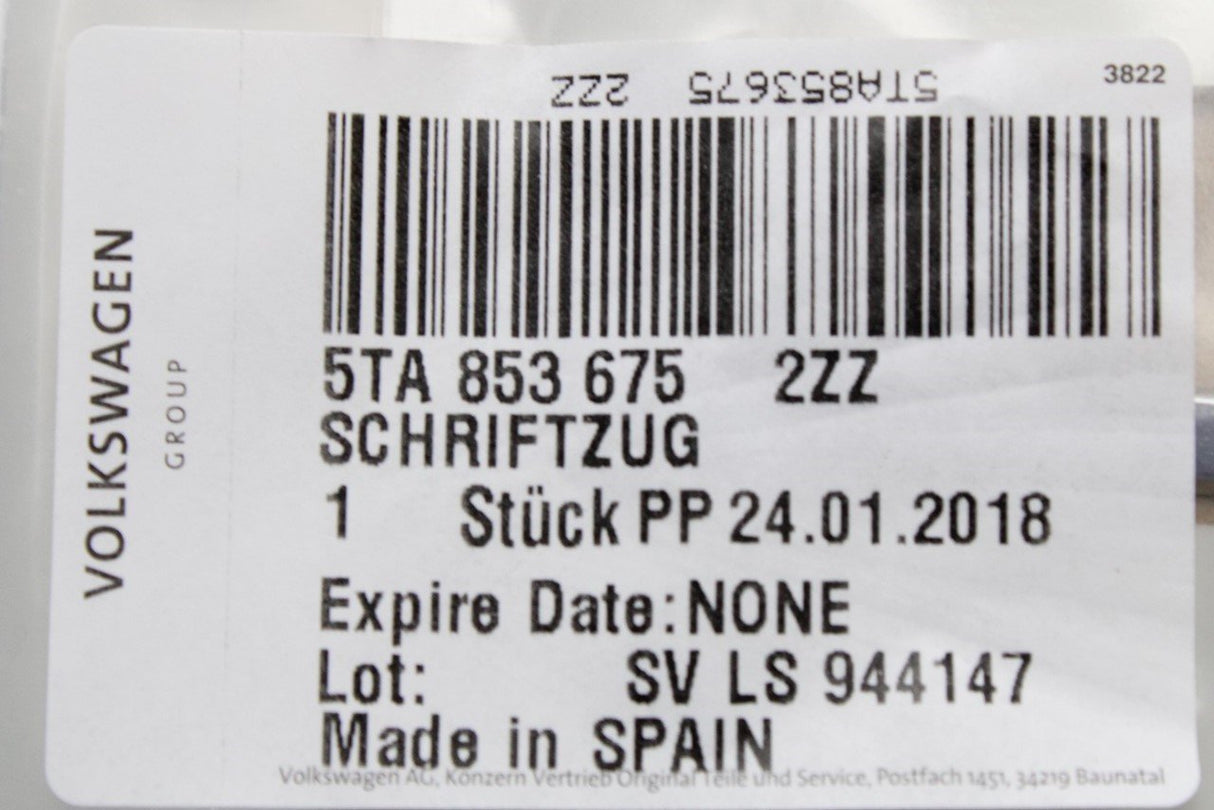 3822
5TA853675 2ZZ
VOLKSWAGEN
GROUP
5TA 853 675 2ZZ
SCHRIFTZUG
1 Stück PP 24.01.2018
Expire Date:NONE
Lot: SV LS 944147
Made in SPAIN
Volkswagen AG, Konzern Vertrieb Original Teile und Service, Postfach 1451, 34219 Baunatal